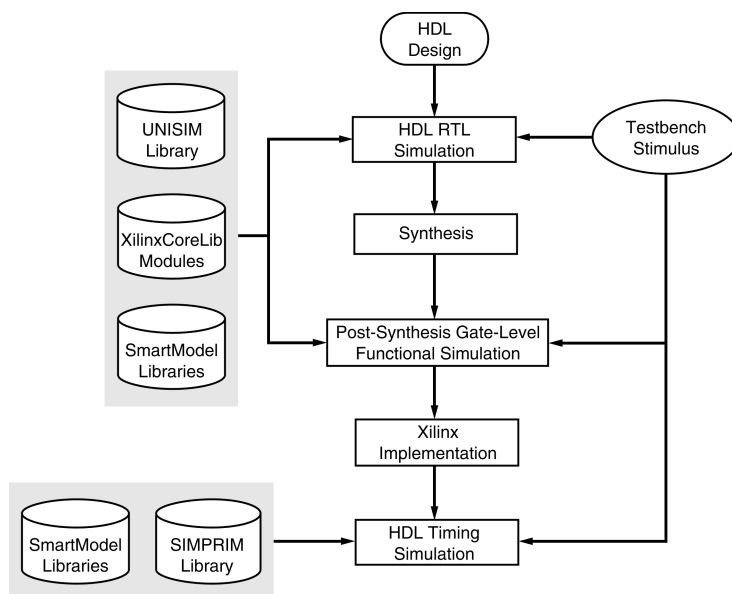 HDL
Design
UNISIM
Library
HDL RTL
Simulation
Testbench
Stimulus
XilinxCoreLib
Modules
Synthesis
SmartModel
Libraries
Post-Synthesis Gate-Level
Functional Simulation
Xilinx
Implementation
SmartModel
Libraries
SIMPRIM
Library
HDL Timing
Simulation